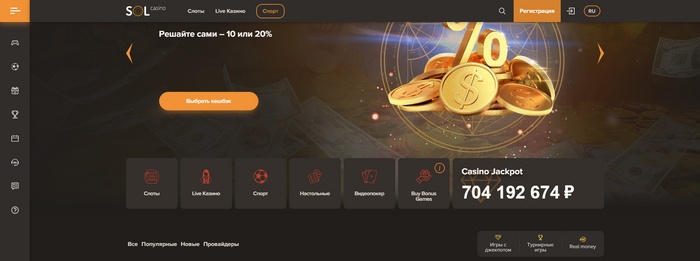 SOL casino
Слоты Live Казино Спорт
Регистрация
RU
Решайте сами – 10 или 20%
%
Выбрать кешбэк
$
Слоты
Live Казино
Спорт
Настольные
Видеопокер
Buy Bonus
Games
i
Casino Jackpot
704 192 674 ₽
Все Популярные Новые Провайдеры
Игры с
джекпотом
Турнирные
игры
Real money